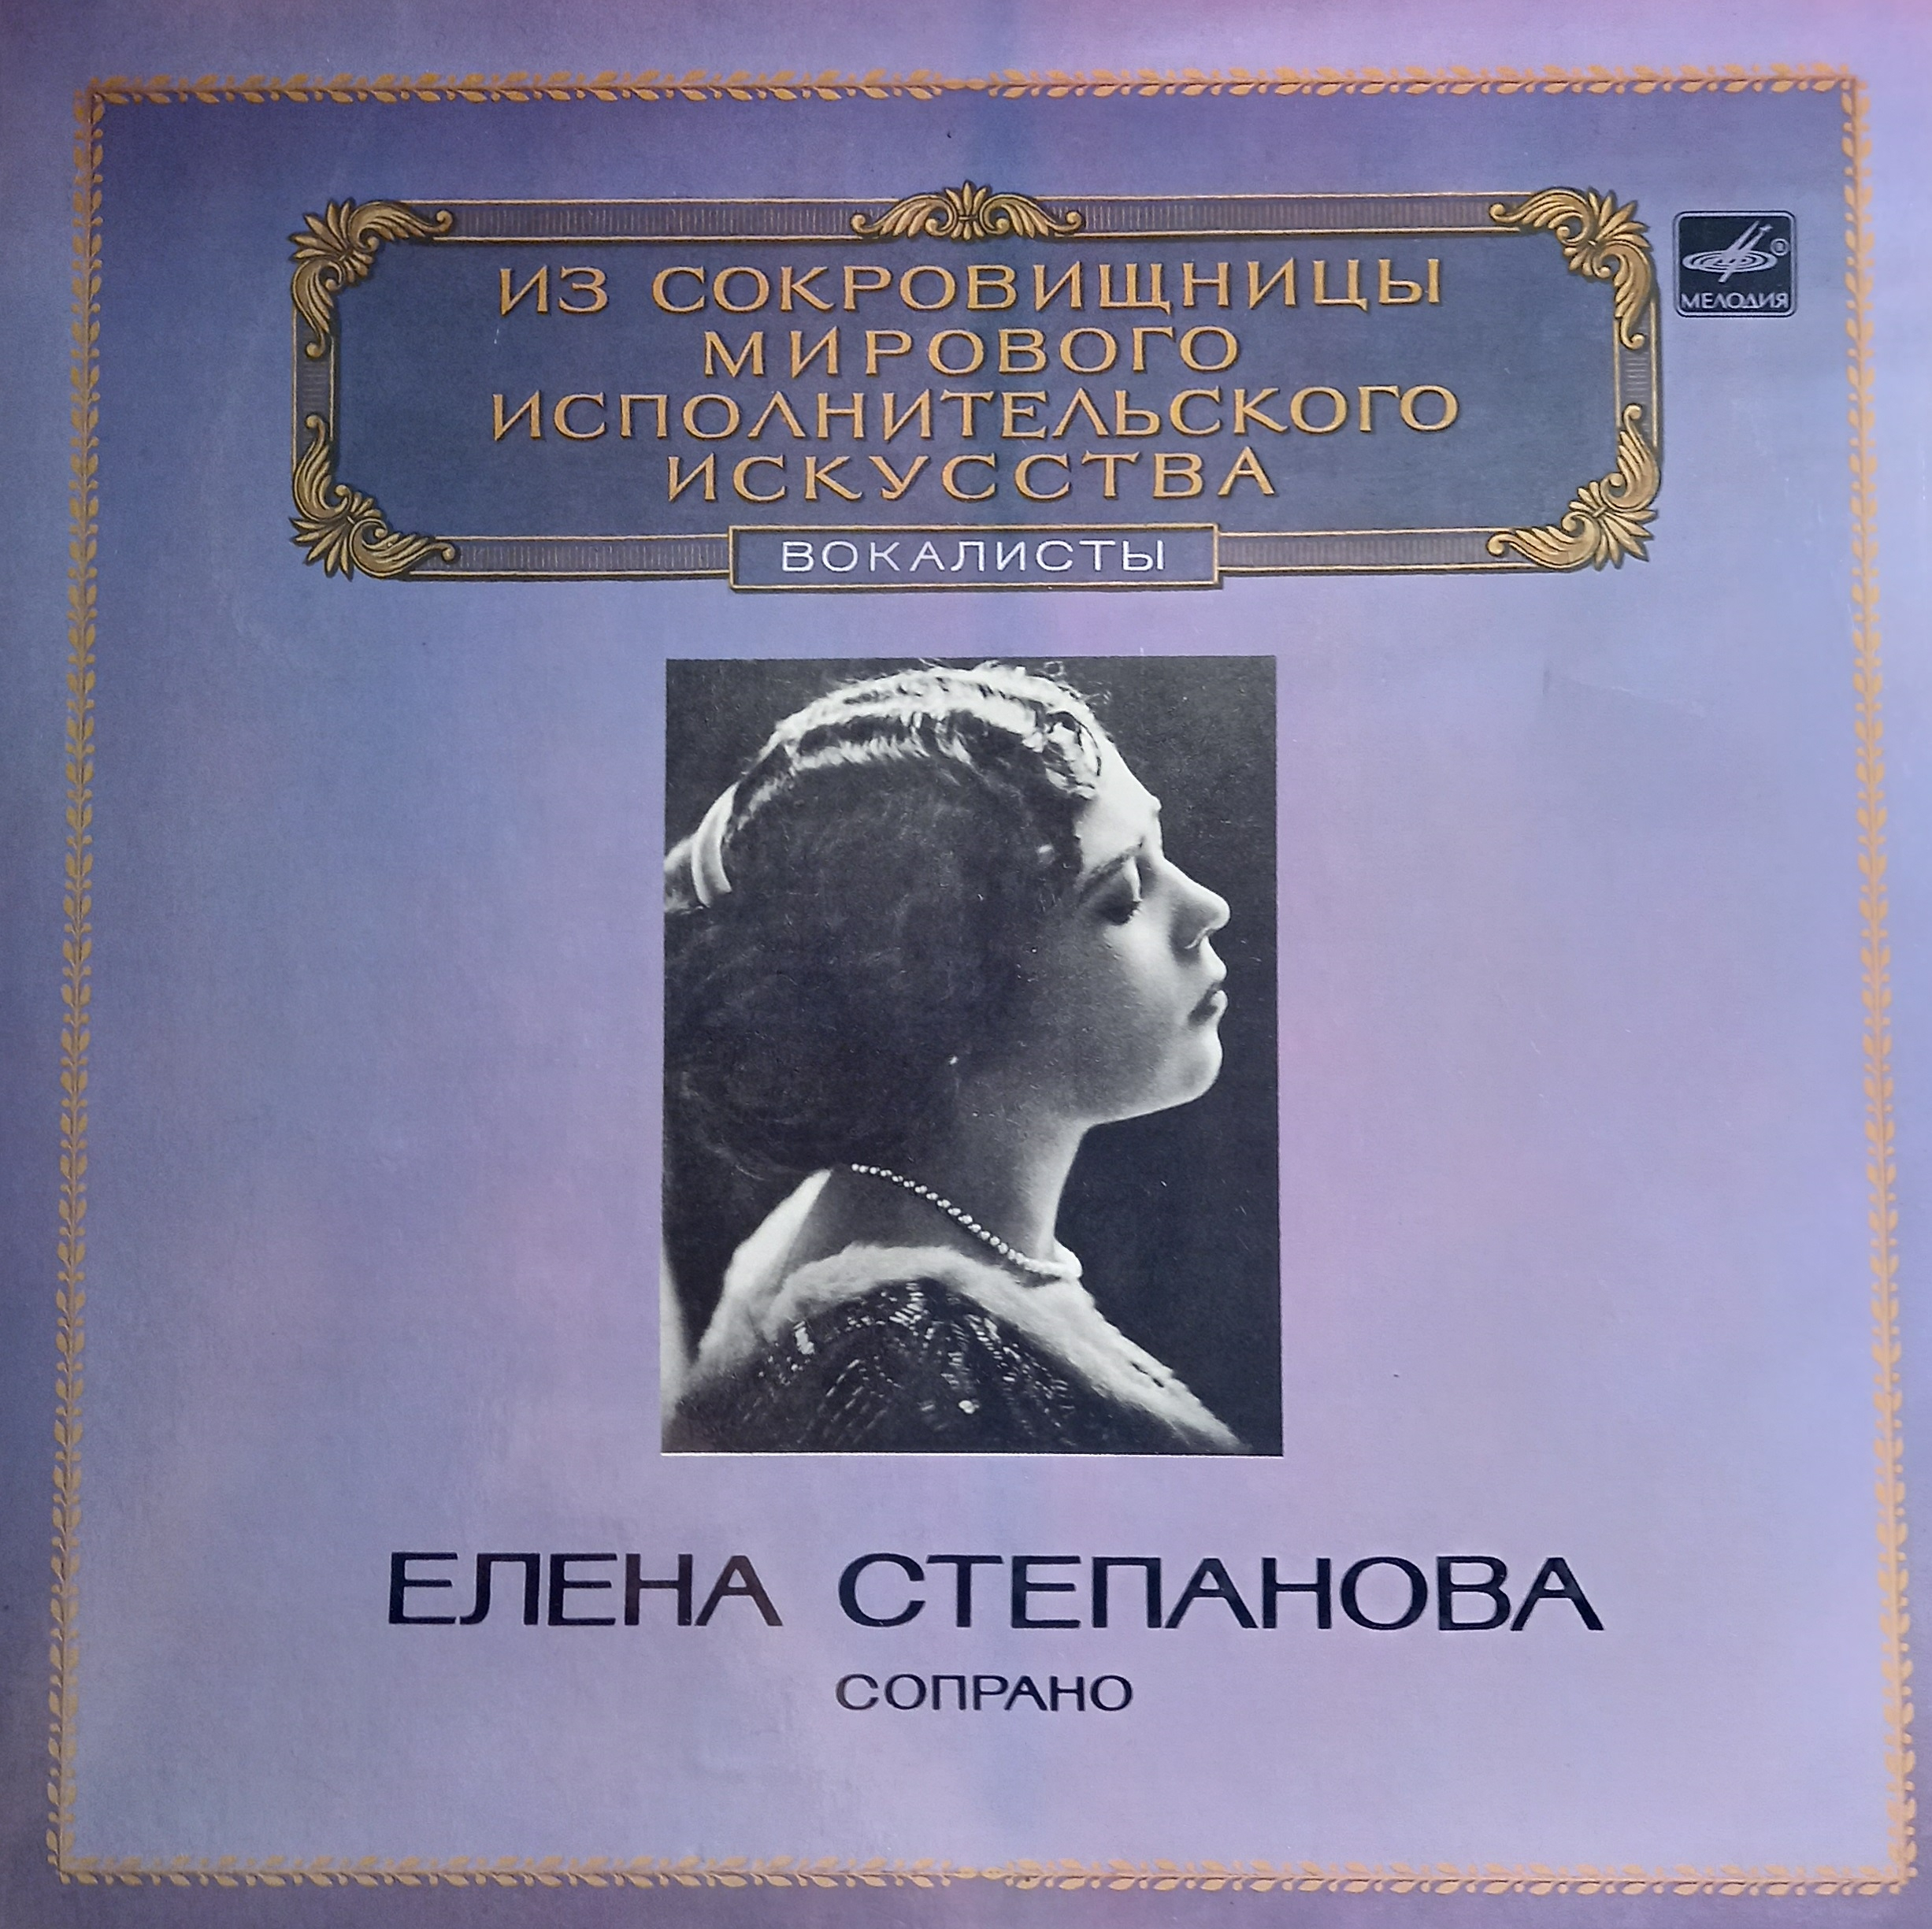 ИЗ СОКРОВИЩНИЦЫ
МИРОВОГО
ИСПОЛНИТЕЛЬСКОГО
ИСКУССТВА
ВОКАЛИСТЫ
®
МЕЛОДИЯ
ЕЛЕНА СТЕПАНОВА
СОПРАНО